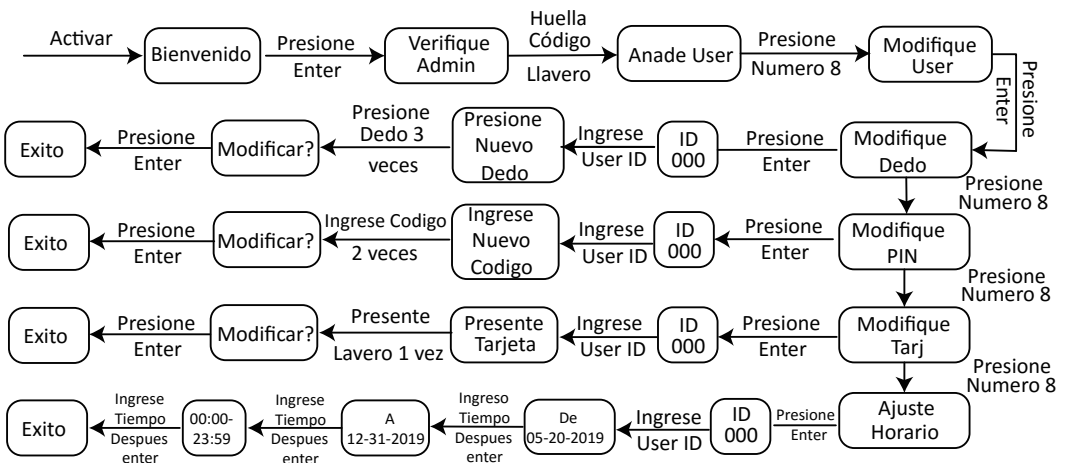 Activar
Bienvenido
Presione
Enter
Verifique
Admin
Huella
Código
Llavero
Anade User
Presione
Numero 8
Modifique
User
Presione
Enter
Modifique
Dedo
Presione
Enter
ID
000
Ingrese
User ID
Presione
Nuevo
Dedo
Presione
Dedo 3
veces
Modificar?
Presione
Enter
Exito
Presione
Numero 8
Modifique
PIN
Presione
Enter
ID
000
Ingrese
User ID
Ingrese
Nuevo
Codigo
Ingrese Codigo
2 veces
Modificar?
Presione
Enter
Exito
Presione
Numero 8
Modifique
Tarj
Presione
Enter
ID
000
Ingrese
User ID
Presente
Tarjeta
Presente
Lavero 1 vez
Modificar?
Presione
Enter
Exito
Presione
Numero 8
Ajuste
Horario
Presione
Enter
ID
000
Ingrese
User ID
De
05-20-2019
Ingreso
Tiempo
Despues
enter
A
12-31-2019
Ingrese
Tiempo
Despues
enter
00:00-
23:59
Ingrese
Tiempo
Despues
enter
Exito